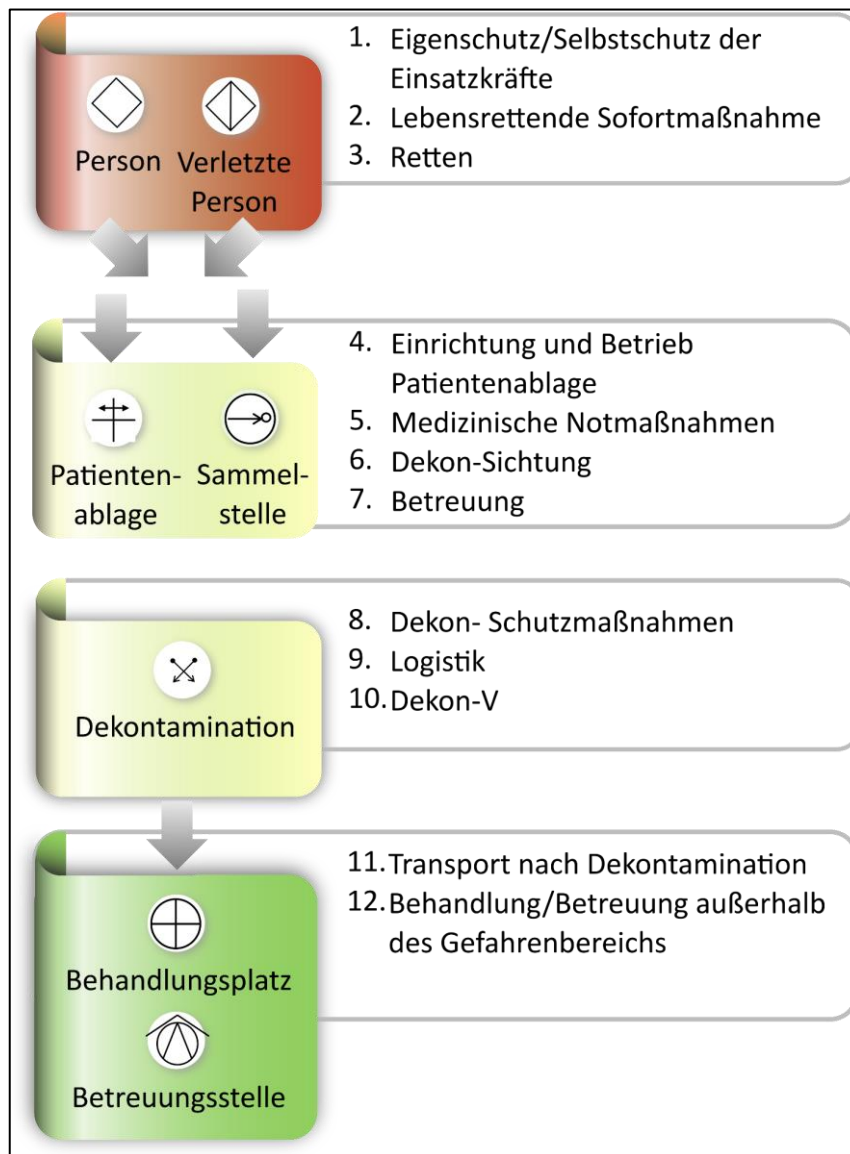 Person
Verletzte
Person
1. Eigenschutz/Selbstschutz der
Einsatzkräfte
2. Lebensrettende Sofortmaßnahme
3. Retten
Patienten-
ablage
Sammel-
stelle
4. Einrichtung und Betrieb
Patientenablage
5. Medizinische Notmaßnahmen
6. Dekon-Sichtung
7. Betreuung
Dekontamination
8. Dekon- Schutzmaßnahmen
9. Logistik
10. Dekon-V
Behandlungsplatz
Betreuungsstelle
11. Transport nach Dekontamination
12. Behandlung/Betreuung außerhalb
des Gefahrenbereichs